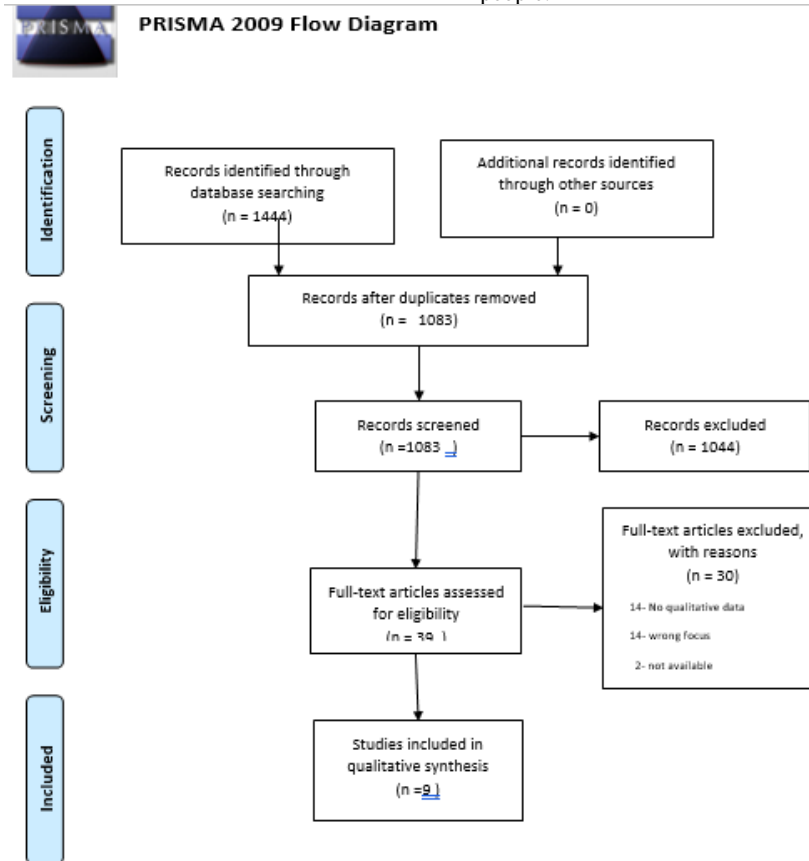 PRISMA
PRISMA 2009 Flow Diagram
Identification
Records identified through
database searching
(n = 1444)
Additional records identified
through other sources
(n = 0)
Records after duplicates removed
(n = 1083)
Screening
Records screened
(n =1083 )
Records excluded
(n = 1044)
Eligibility
Full-text articles assessed
for eligibility
(n = 39 )
Full-text articles excluded,
with reasons
(n = 30)
14- No qualitative data
14- wrong focus
2- not available
Included
Studies included in
qualitative synthesis
(n =9 )